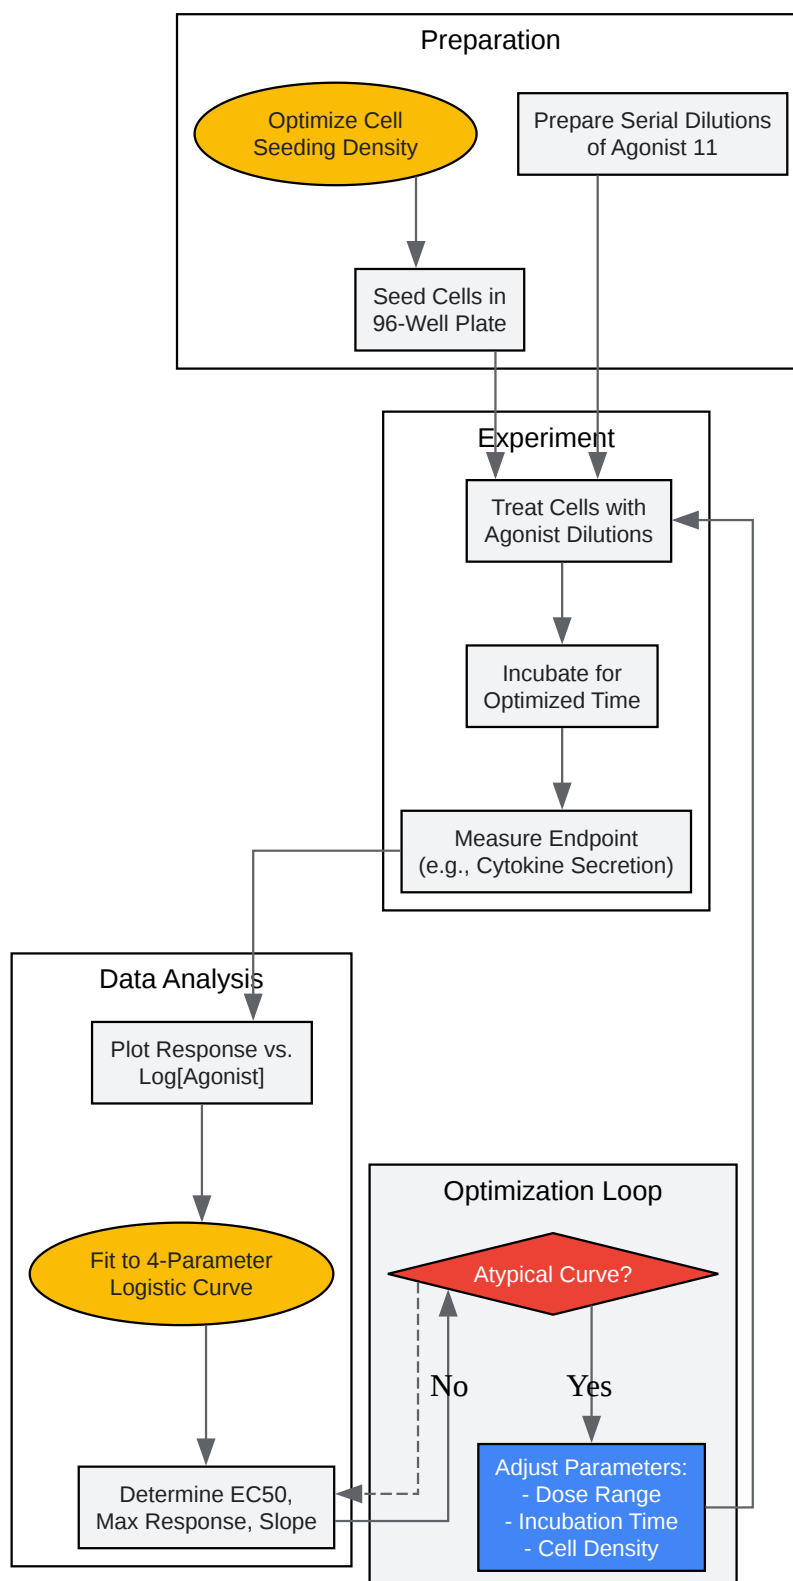 Preparation
Optimize Cell
Seeding Density
Prepare Serial Dilutions
of Agonist 11
Seed Cells in
96-Well Plate
Experiment
Treat Cells with
Agonist Dilutions
Incubate for
Optimized Time
Measure Endpoint
(e.g., Cytokine Secretion)
Data Analysis
Plot Response vs.
Log[Agonist]
Fit to 4-Parameter
Logistic Curve
Determine EC50,
Max Response, Slope
Optimization Loop
Atypical Curve?
No
Yes
Adjust Parameters:
- Dose Range
- Incubation Time
- Cell Density